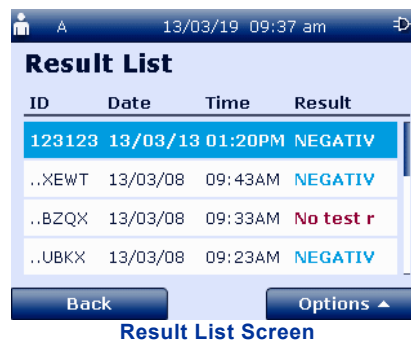 A 13/03/19 09:37 am
Result List
ID Date Time Result
123123 13/03/13 01:20PM NEGATIV
..XEWT 13/03/08 09:43AM NEGATIV
..BZQX 13/03/08 09:33AM No test r
..UBKX 13/03/08 09:23AM NEGATIV
Back Options
Result List Screen